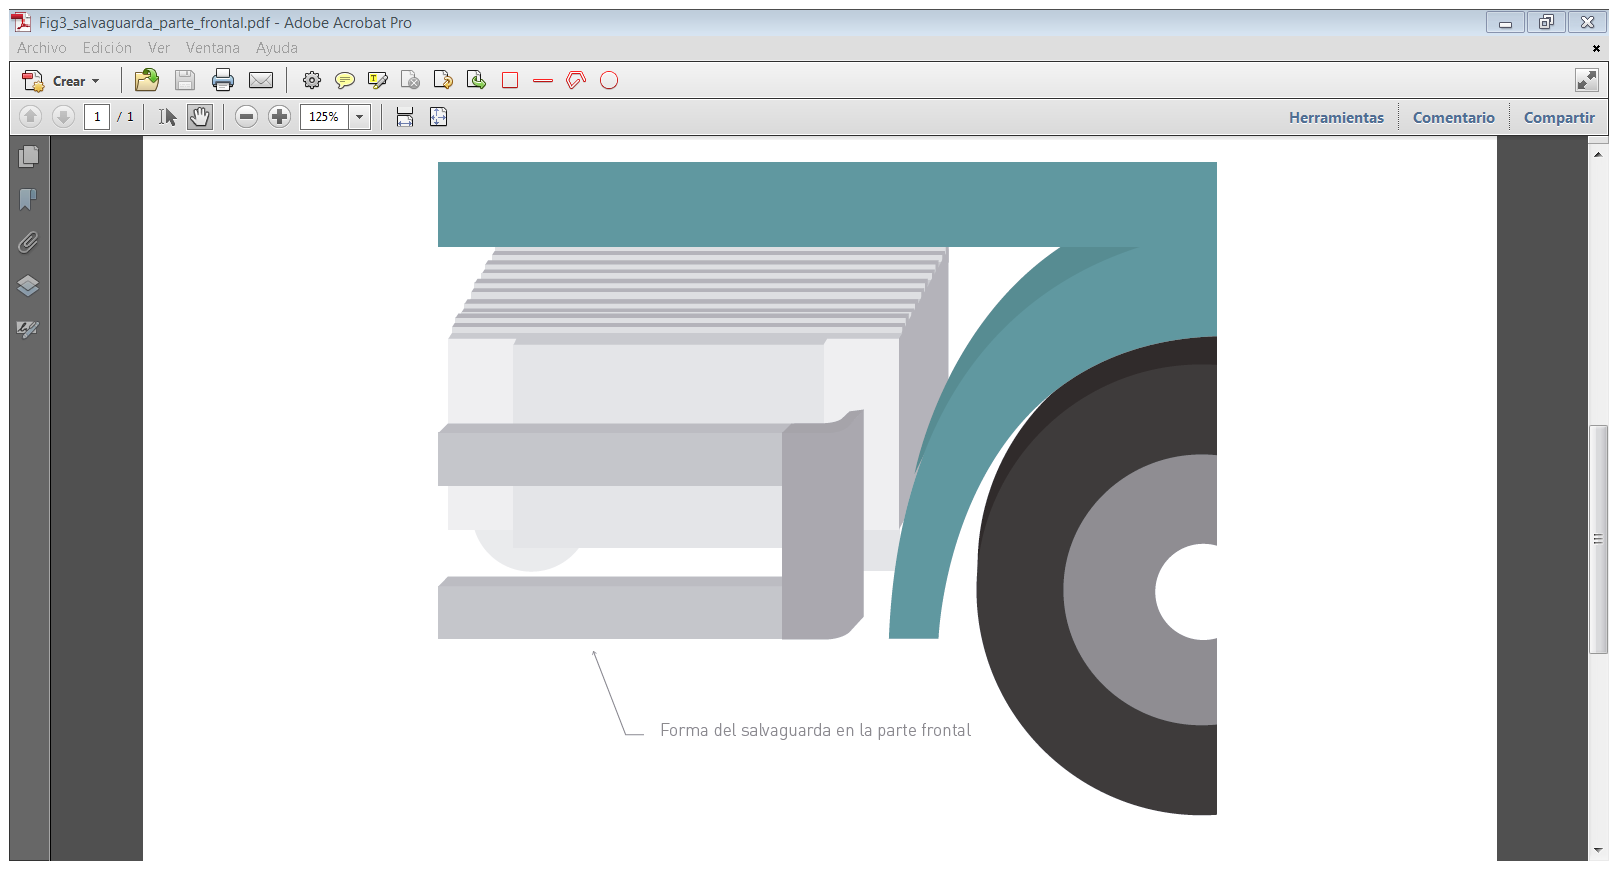 Fig3_salvaguarda_parte_frontal.pdf - Adobe Acrobat Pro
Archivo Edición Ver Ventana Ayuda
Crear
1 / 1 125% Herramientas Comentario Compartir
Forma del salvaguarda en la parte frontal